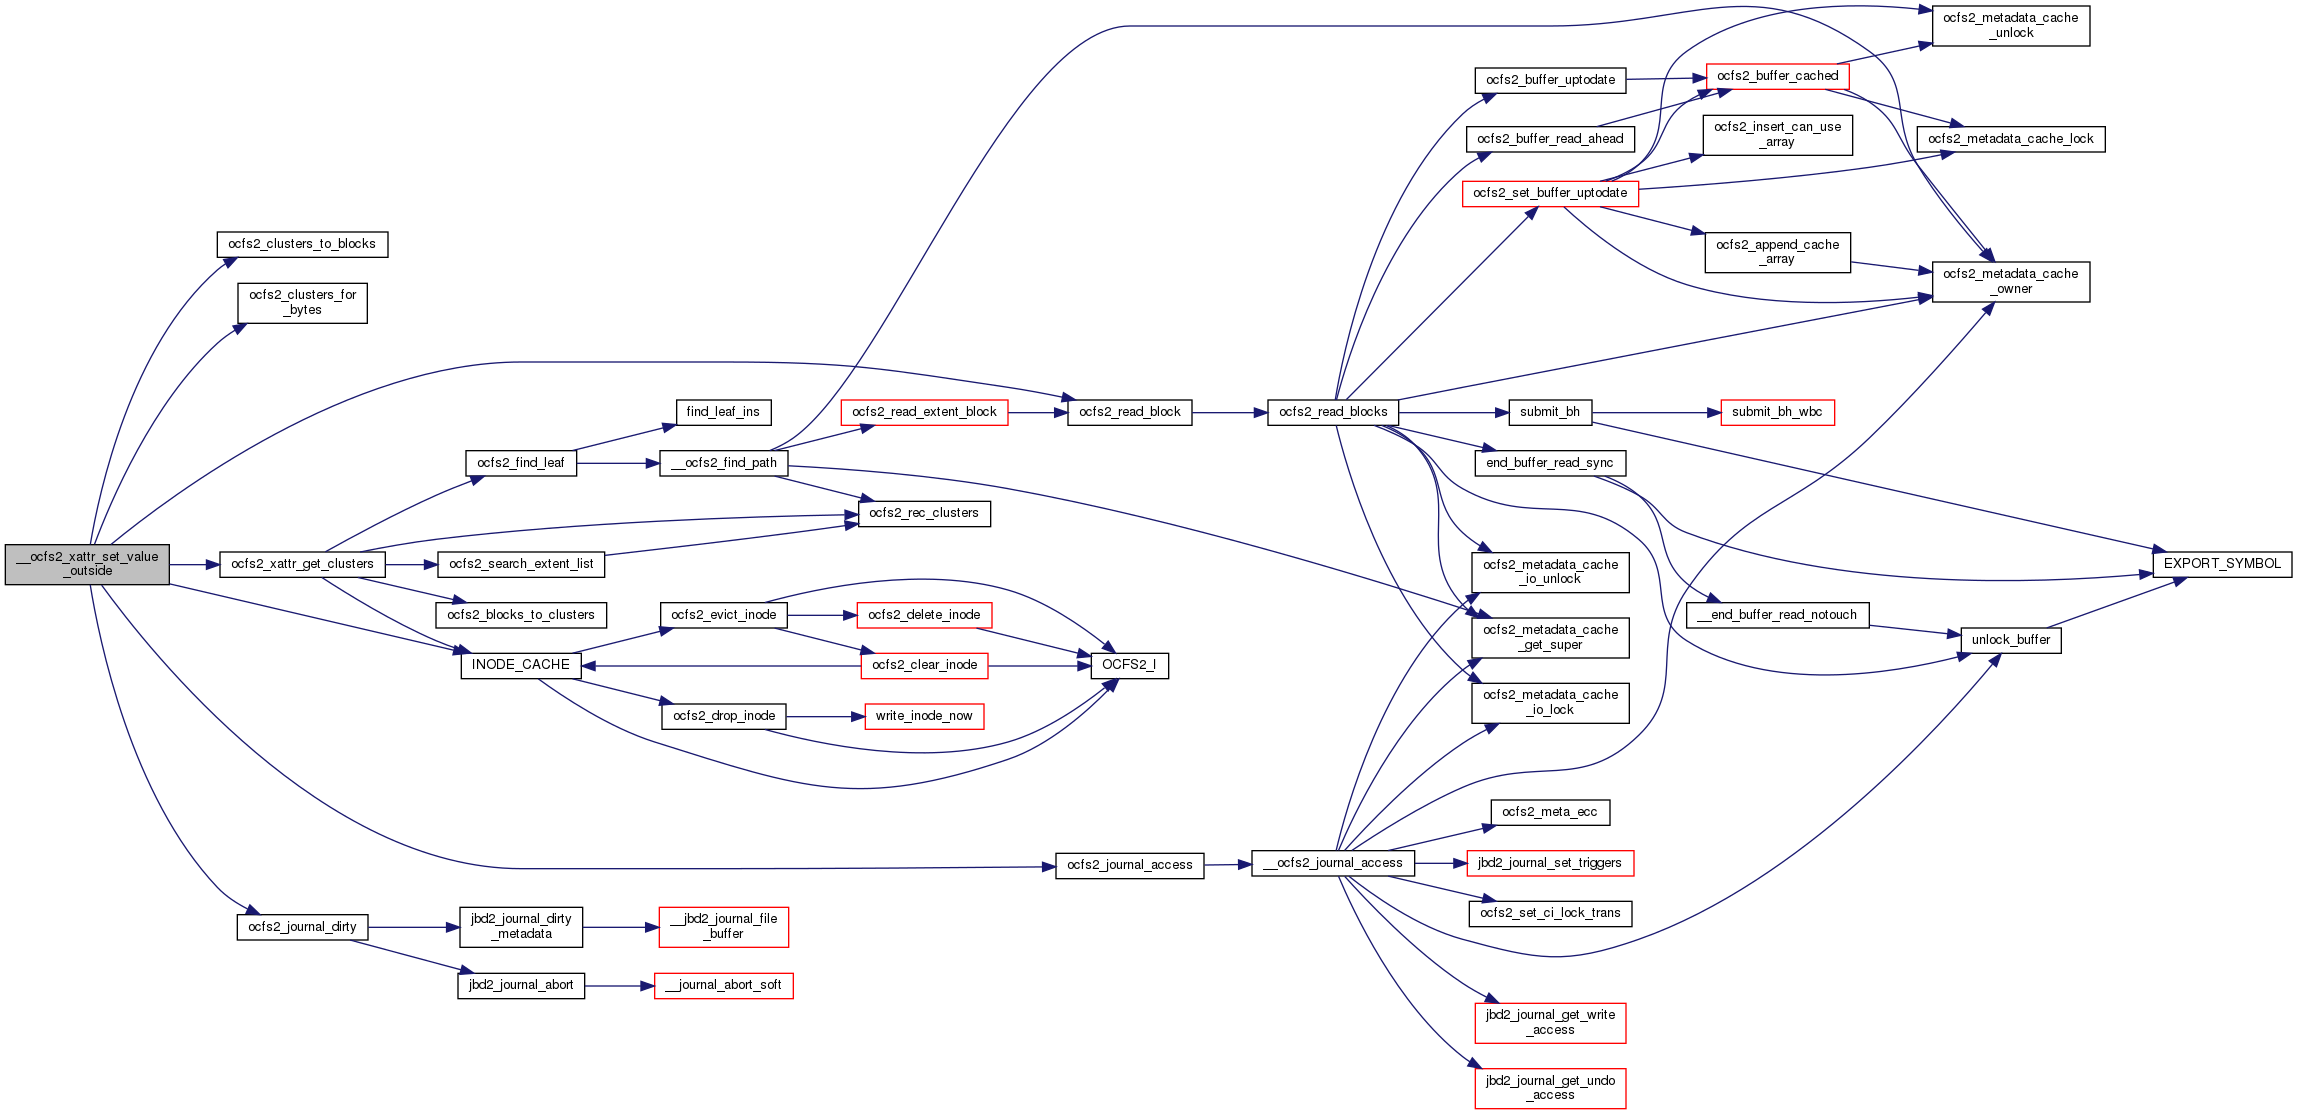 __ocfs2_xattr_set_value
_outside
ocfs2_clusters_to_blocks
ocfs2_clusters_for
_bytes
ocfs2_xattr_get_clusters
ocfs2_journal_dirty
ocfs2_find_leaf
ocfs2_search_extent_list
ocfs2_blocks_to_clusters
INODE_CACHE
jbd2_journal_dirty
_metadata
jbd2_journal_abort
find_leaf_ins
__ocfs2_find_path
ocfs2_evict_inode
ocfs2_drop_inode
__jbd2_journal_file
_buffer
__journal_abort_soft
ocfs2_read_extent_block
ocfs2_rec_clusters
ocfs2_delete_inode
ocfs2_clear_inode
write_inode_now
ocfs2_read_block
OCFS2_I
ocfs2_journal_access
ocfs2_read_blocks
__ocfs2_journal_access
ocfs2_buffer_uptodate
ocfs2_buffer_read_ahead
ocfs2_set_buffer_uptodate
submit_bh
end_buffer_read_sync
ocfs2_metadata_cache
_io_unlock
ocfs2_metadata_cache
_get_super
ocfs2_metadata_cache
_io_lock
ocfs2_meta_ecc
jbd2_journal_set_triggers
ocfs2_set_ci_lock_trans
jbd2_journal_get_write
_access
jbd2_journal_get_undo
_access
ocfs2_buffer_cached
ocfs2_insert_can_use
_array
ocfs2_append_cache
_array
submit_bh_wbc
__end_buffer_read_notouch
ocfs2_metadata_cache
_unlock
ocfs2_metadata_cache_lock
ocfs2_metadata_cache
_owner
unlock_buffer
EXPORT_SYMBOL